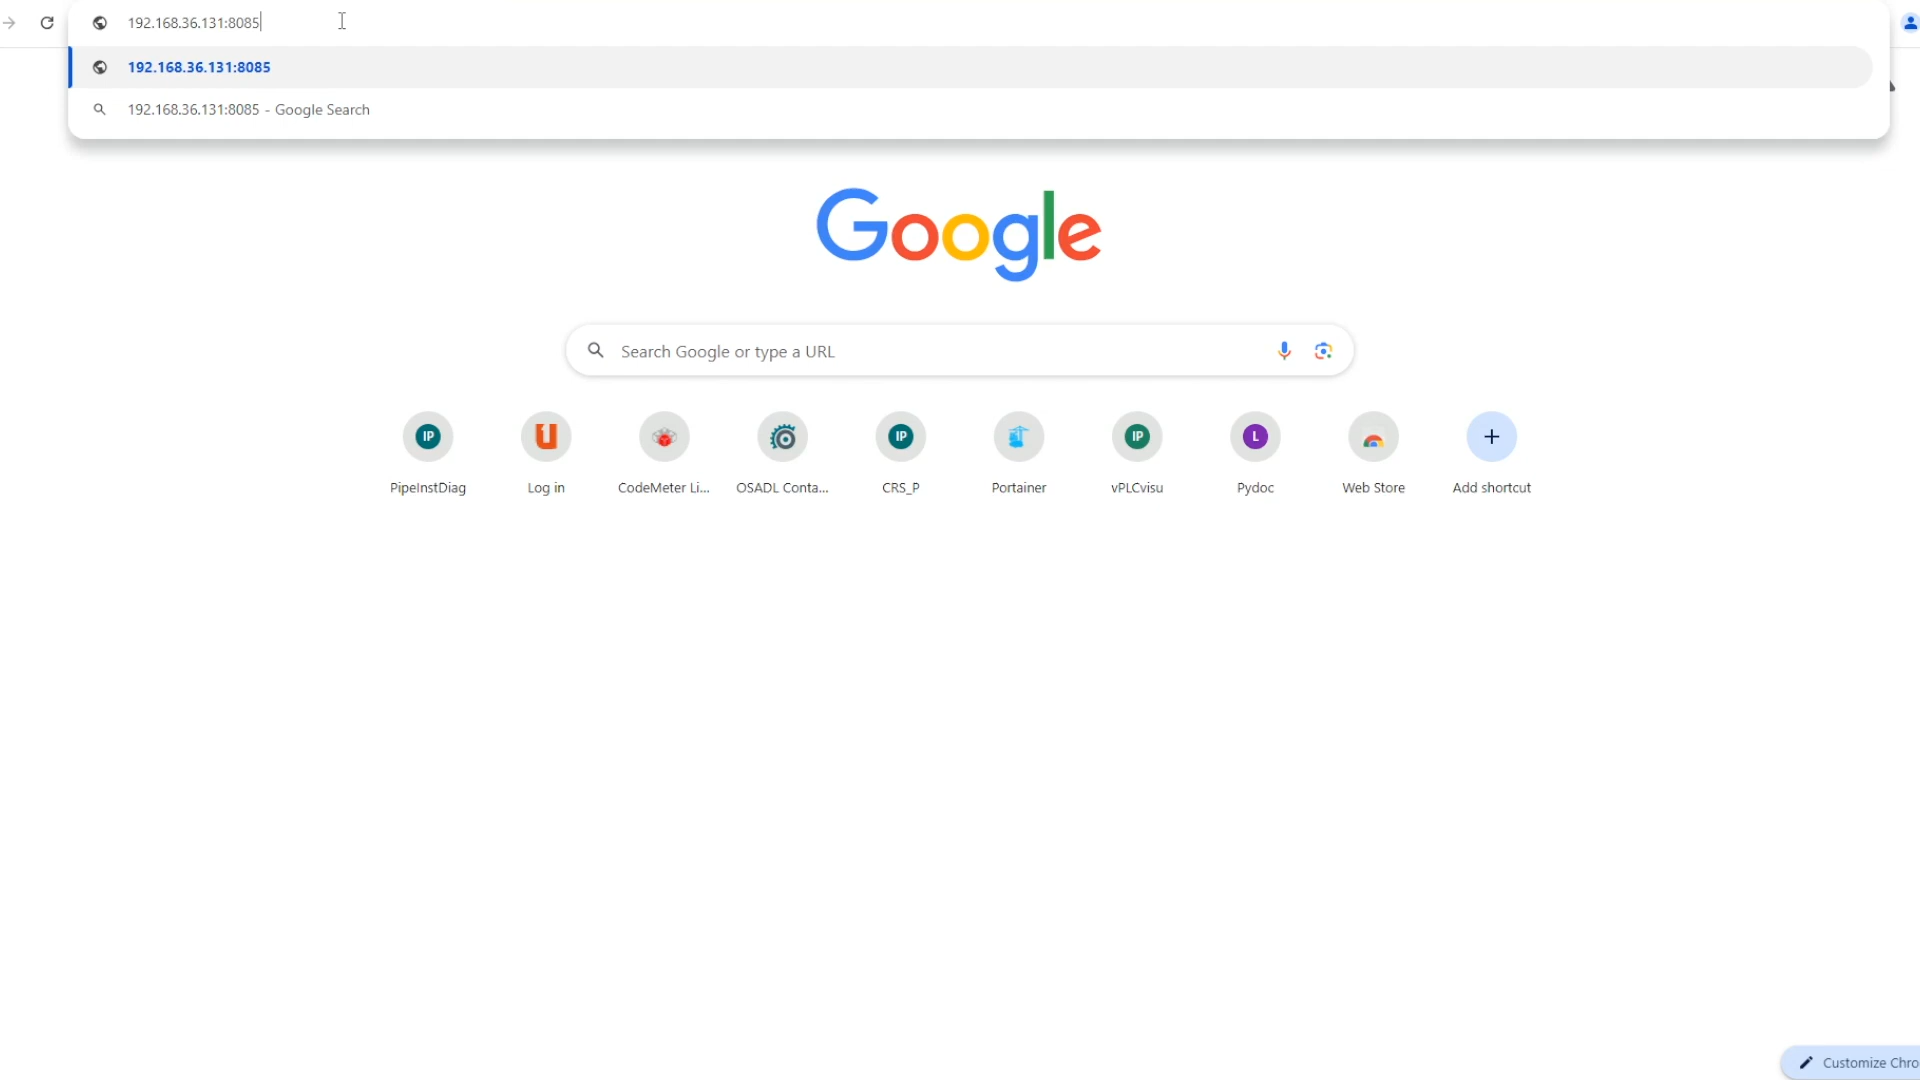 192.168.36.131:8085
192.168.36.131:8085
192.168.36.131:8085 - Google Search
Google
Search Google or type a URL
IP
IP
IP
L
PipeInstDiag
Log in
CodeMeter Li...
OSADL Conta...
CRS_P
Portainer
vPLCvisu
Pydoc
Web Store
Add shortcut
Customize Chro